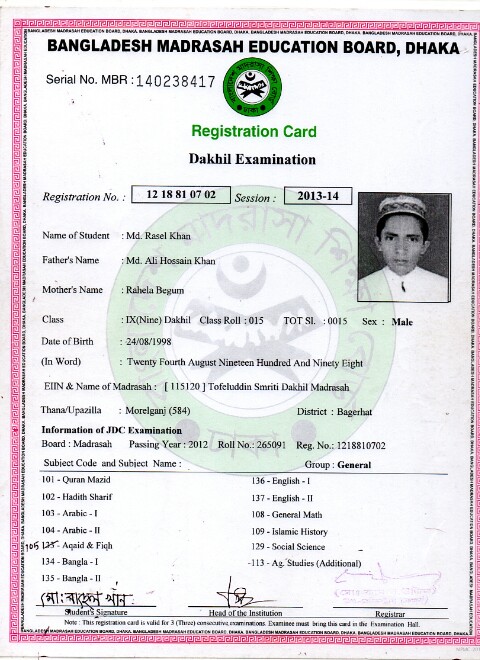 BANGLADESH MADRASAH EDUCATION BOARD, DHAKA
Serial No. MBR : 140238417
Registration Card
Dakhil Examination
Registration No. : 12 18 81 07 02 Session : 2013-14
Name of Student : Md. Rasel Khan
Father's Name : Md. Ali Hossain Khan
Mother's Name : Rahela Begum
Class : IX(Nine) Dakhil Class Roll : 015 TOT Sl. : 0015 Sex : Male
Date of Birth : 24/08/1998
(In Word) : Twenty Fourth August Nineteen Hundred And Ninety Eight
EIIN & Name of Madrasah : [ 115120 ] Tofeluddin Smriti Dakhil Madrasah
Thana/Upazilla : Morelganj (584) District : Bagerhat
Information of JDC Examination
Board : Madrasah Passing Year : 2012 Roll No.: 265091 Reg. No.: 1218810702
Subject Code and Subject Name : Group : General
101 - Quran Mazid
102 - Hadith Sharif
103 - Arabic - I
104 - Arabic - II
105 125- Aqaid & Fiqh
134 - Bangla - I
135 - Bangla - II
136 - English - I
137 - English - II
108 - General Math
109 - Islamic History
129 - Social Science
-113 - Ag. Studies (Additional)
মো: রাসেল খান
Student's Signature Head of the Institution Registrar
Note : This registration card is valid for 3 (Three) consecutive examinations. Examinee must bring this card in the Examination Hall.